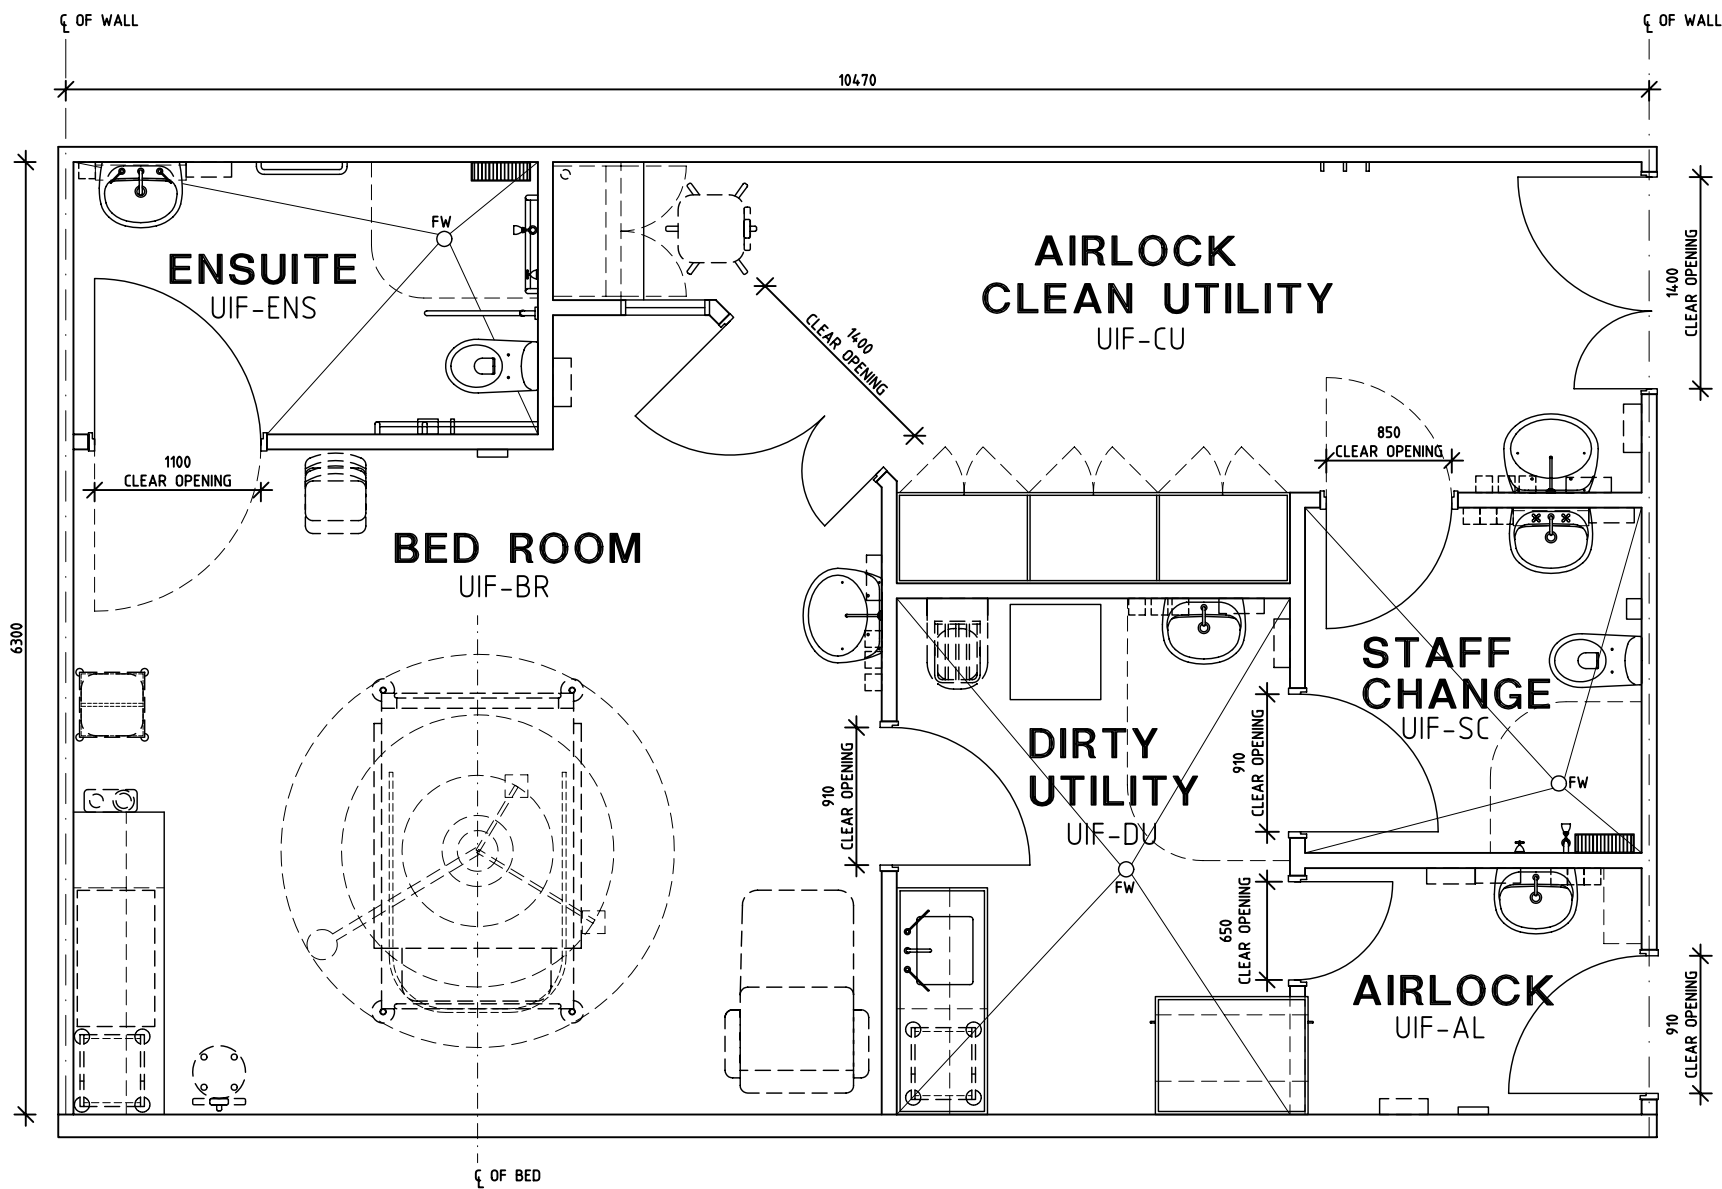 ℄ OF WALL
℄ OF WALL
10470
6300
FW
ENSUITE
UIF-ENS
AIRLOCK
CLEAN UTILITY
UIF-CU
1400
CLEAR OPENING
1400
CLEAR OPENING
850
CLEAR OPENING
1100
CLEAR OPENING
BED ROOM
UIF-BR
STAFF
CHANGE
UIF-SC
FW
DIRTY
UTILITY
UIF-DU
FW
910
CLEAR OPENING
910
CLEAR OPENING
650
CLEAR OPENING
AIRLOCK
UIF-AL
910
CLEAR OPENING
℄ OF BED